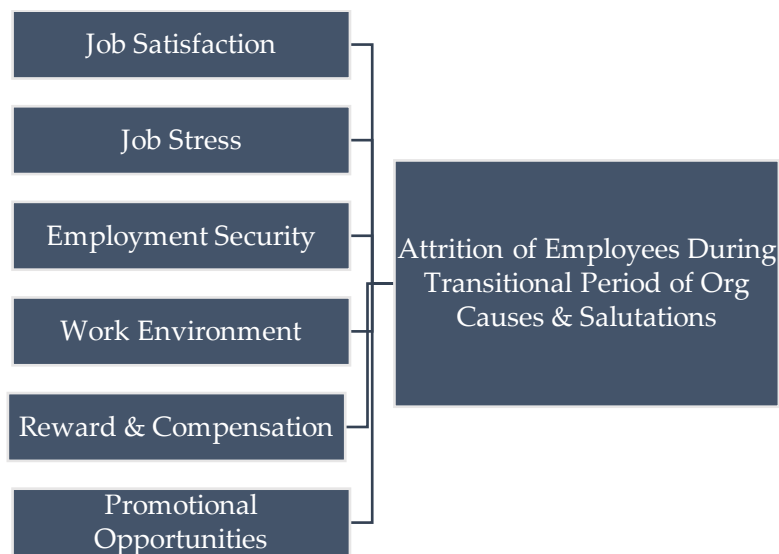 Job Satisfaction
Job Stress
Employment Security
Work Environment
Reward & Compensation
Promotional
Opportunities
Attrition of Employees During
Transitional Period of Org
Causes & Salutations